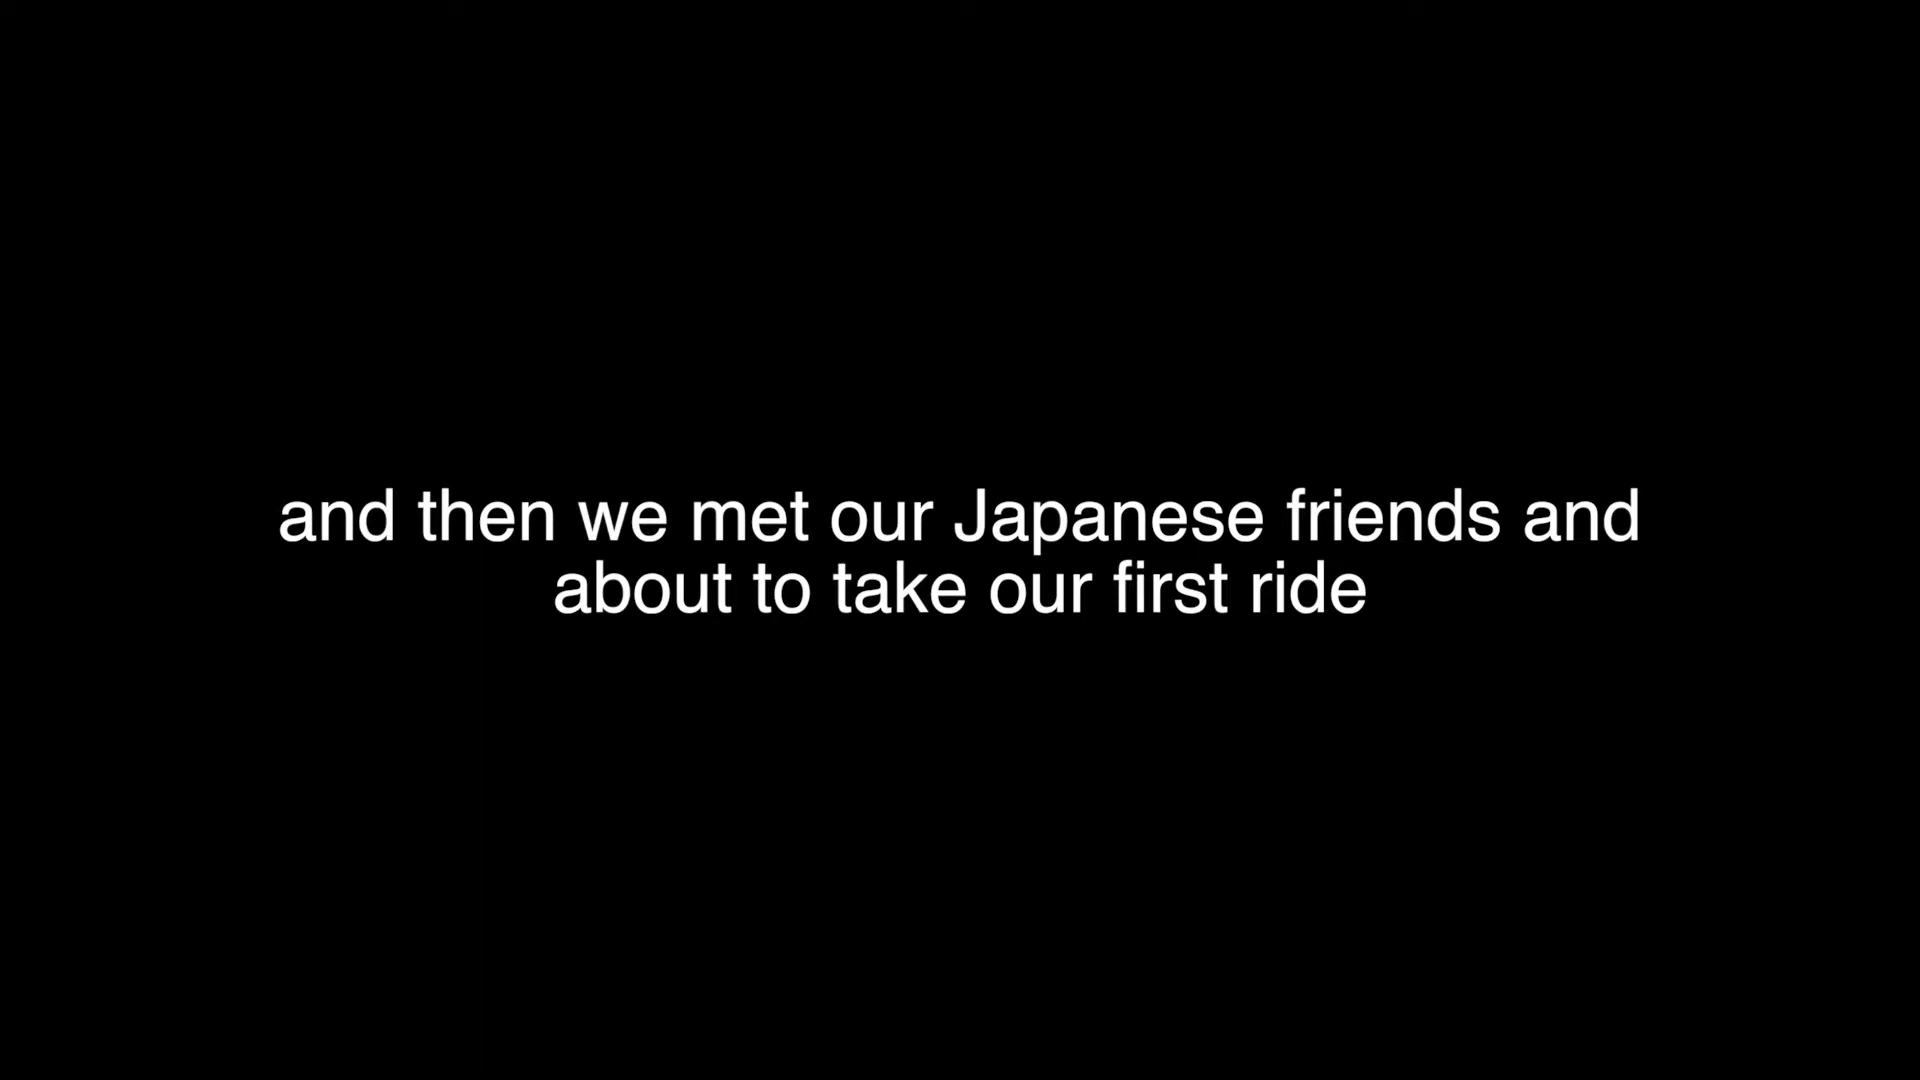 and then we met our Japanese friends and
about to take our first ride